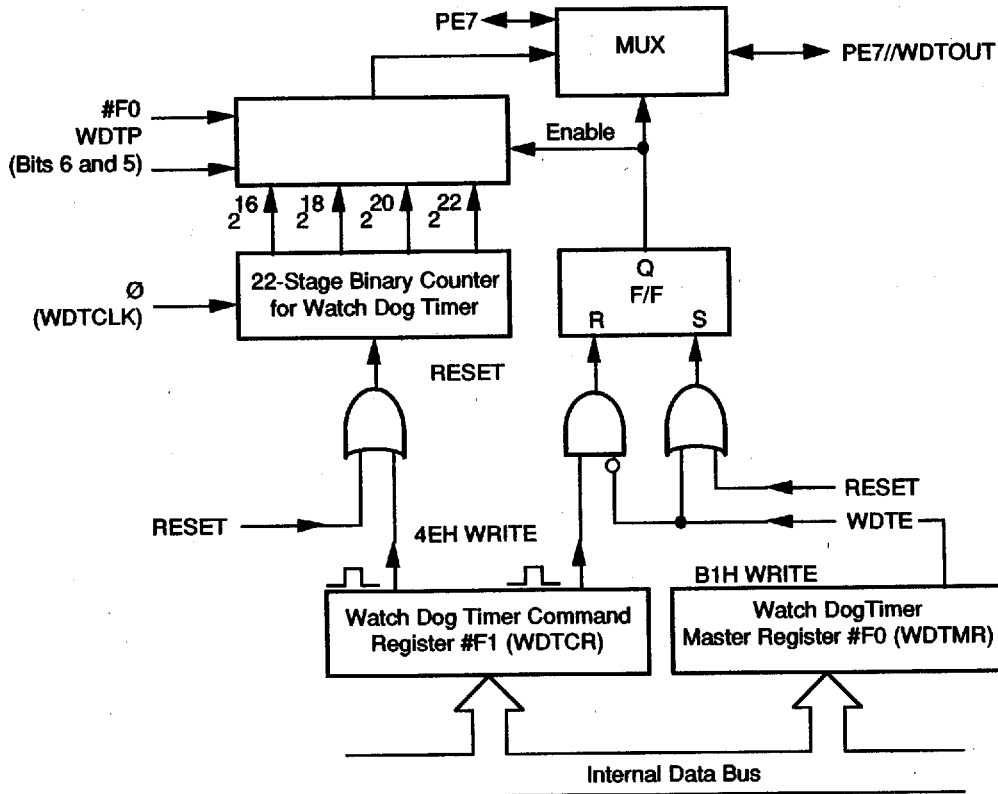 PE7
MUX
PE7//WDTOUT
#F0
WDTP
(Bits 6 and 5)
Enable
2^16
2^18
2^20
2^22
22-Stage Binary Counter
for Watch Dog Timer
Ø
(WDTCLK)
Q
F/F
R
S
RESET
RESET
RESET
WDTE
4EH WRITE
B1H WRITE
Watch Dog Timer Command
Register #F1 (WDTCR)
Watch DogTimer
Master Register #F0 (WDTMR)
Internal Data Bus